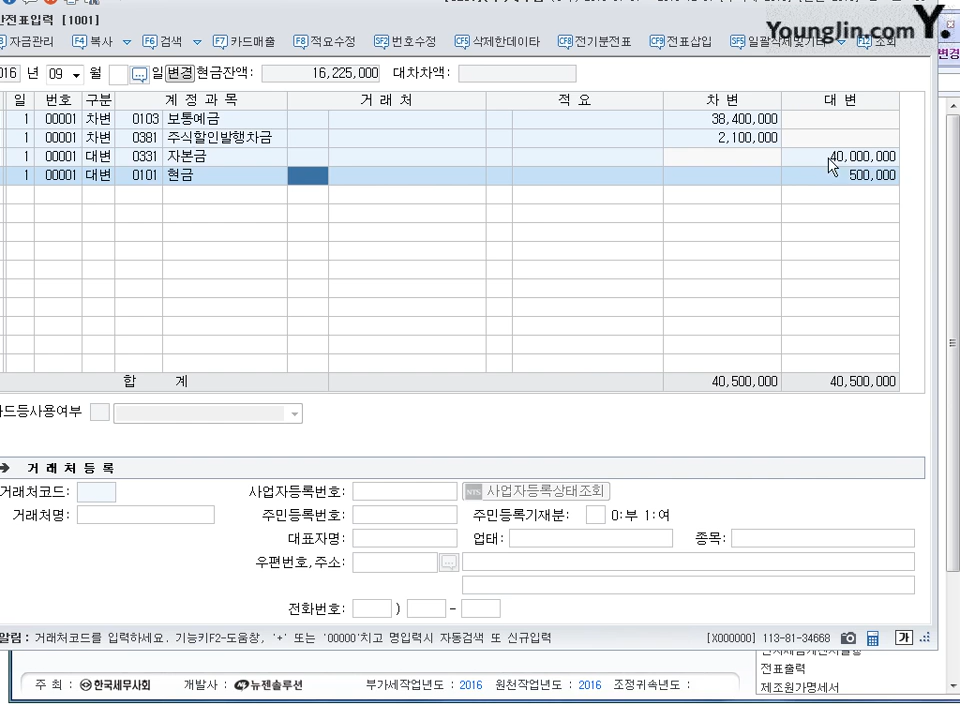 Younglin.com Y.
반전표입력 [1001]
자금관리 F4 복사 F6 검색 F7 카드매출 F8 적요수정 SF2 번호수정 CF5 삭제한데이타 CF8 전기분전표 CF9 전표삽입 SF5 일괄삭제및기타 F12 조회
변경
016 년 09 월 일 변경 현금잔액: 16,225,000 대차차액:
일 번호 구분 계 정 과 목 거 래 처 적 요 차 변 대 변
1 00001 차변 0103 보통예금 38,400,000
1 00001 차변 0381 주식할인발행차금 2,100,000
1 00001 대변 0331 자본금 40,000,000
1 00001 대변 0101 현금 500,000
합 계 40,500,000 40,500,000
카드등사용여부
➔ 거 래 처 등 록
거래처코드: 사업자등록번호: NTS 사업자등록상태조회
거래처명: 주민등록번호: 주민등록기재분: 0:부 1:여
대표자명: 업태: 종목:
우편번호,주소:
전화번호: ) -
알림 : 거래처코드를 입력하세요. 기능키F2-도움창, '+' 또는 '00000'치고 명입력시 자동검색 또 신규입력 [X000000] 113-81-34668 가
전표출력
주 최 : 한국세무사회 개발사 : 뉴젠솔루션 부가세작업년도 : 2016 원천작업년도 : 2016 조정귀속년도 :
제조원가명세서